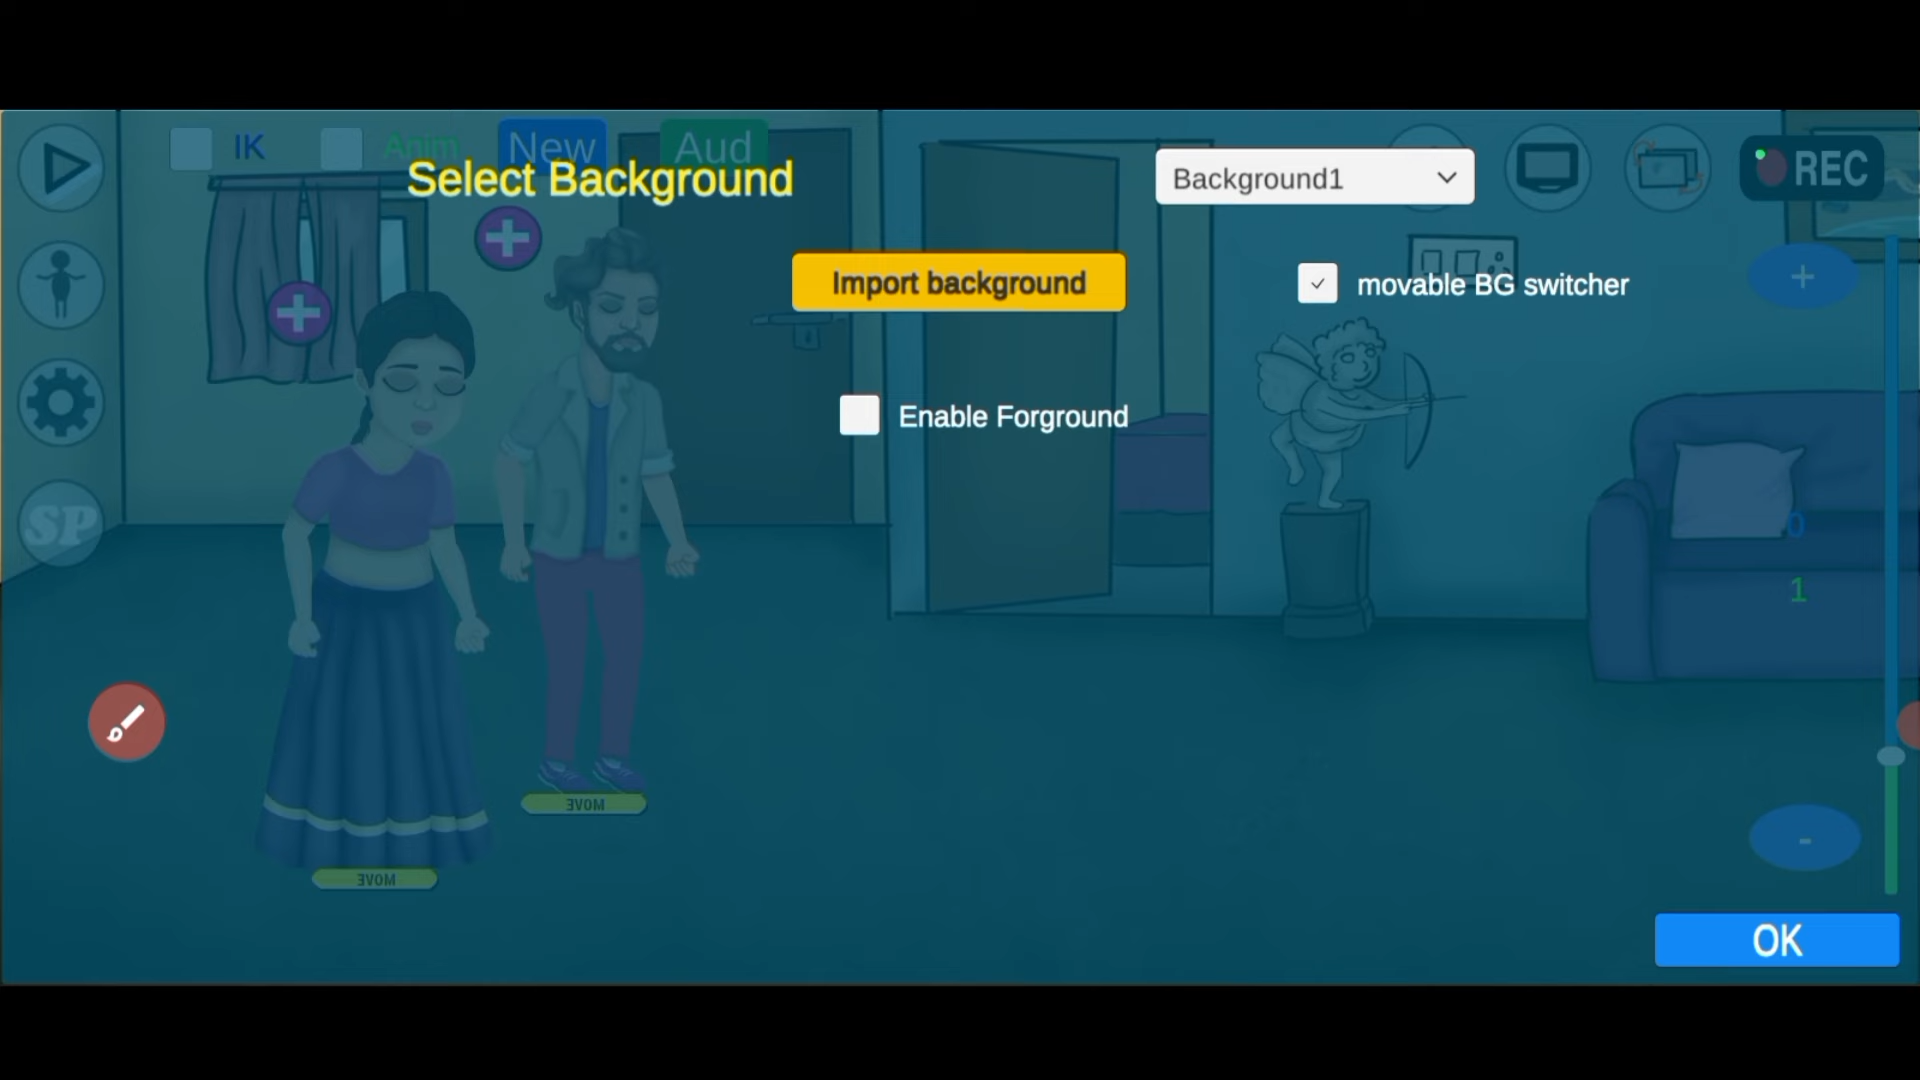 IK
Anim
New
Aud
REC
Select Background
Background1
Import background
movable BG switcher
+
Enable Forground
SP
0
1
MOVE
MOVE
-
OK